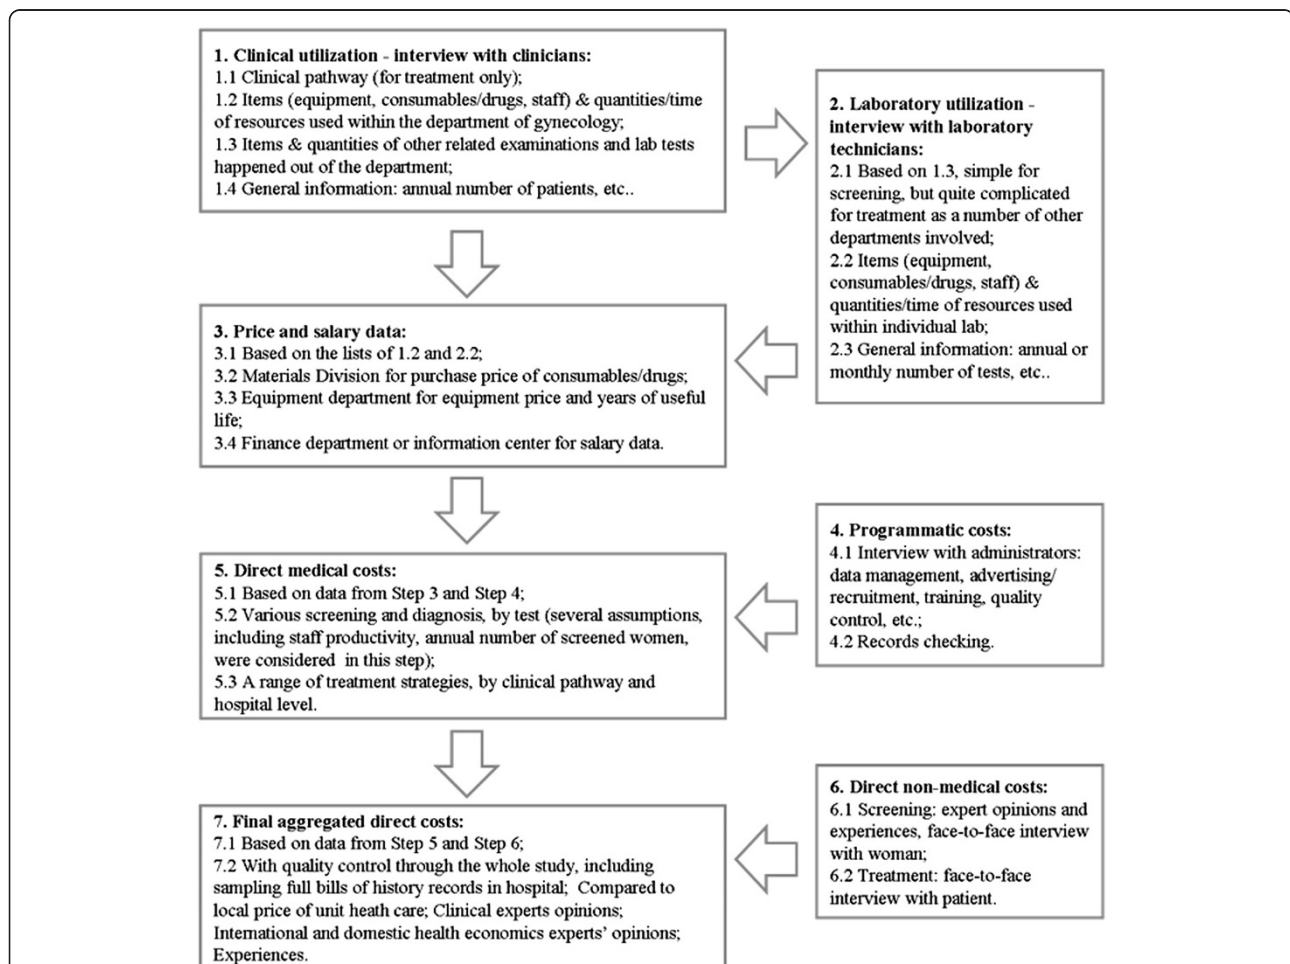 1. Clinical utilization - interview with clinicians:
1.1 Clinical pathway (for treatment only);
1.2 Items (equipment, consumables/drugs, staff) & quantities/time
of resources used within the department of gynecology;
1.3 Items & quantities of other related examinations and lab tests
happened out of the department;
1.4 General information: annual number of patients, etc..
2. Laboratory utilization -
interview with laboratory
technicians:
2.1 Based on 1.3, simple for
screening, but quite complicated
for treatment as a number of other
departments involved;
2.2 Items (equipment,
consumables/drugs, staff) &
quantities/time of resources used
within individual lab;
2.3 General information: annual or
monthly number of tests, etc..
3. Price and salary data:
3.1 Based on the lists of 1.2 and 2.2;
3.2 Materials Division for purchase price of consumables/drugs;
3.3 Equipment department for equipment price and years of useful
life;
3.4 Finance department or information center for salary data.
4. Programmatic costs:
4.1 Interview with administrators:
data management, advertising/
recruitment, training, quality
control, etc.;
4.2 Records checking.
5. Direct medical costs:
5.1 Based on data from Step 3 and Step 4;
5.2 Various screening and diagnosis, by test (several assumptions,
including staff productivity, annual number of screened women,
were considered in this step);
5.3 A range of treatment strategies, by clinical pathway and
hospital level.
6. Direct non-medical costs:
6.1 Screening: expert opinions and
experiences, face-to-face interview
with woman;
6.2 Treatment: face-to-face
interview with patient.
7. Final aggregated direct costs:
7.1 Based on data from Step 5 and Step 6;
7.2 With quality control through the whole study, including
sampling full bills of history records in hospital; Compared to
local price of unit heath care; Clinical experts opinions;
International and domestic health economics experts' opinions;
Experiences.